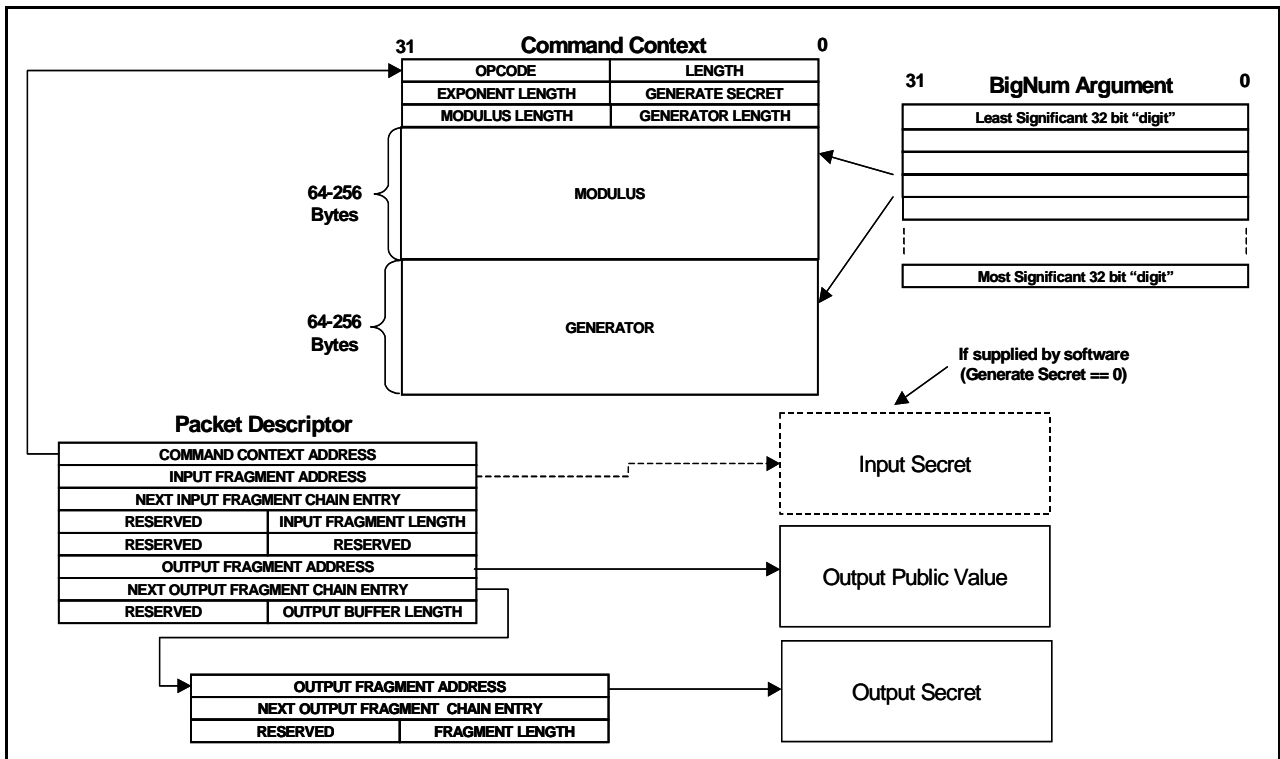 31 Command Context 0
OPCODE LENGTH
EXPONENT LENGTH GENERATE SECRET
MODULUS LENGTH GENERATOR LENGTH
64-256
Bytes
MODULUS
64-256
Bytes
GENERATOR
31 BigNum Argument 0
Least Significant 32 bit “digit”
Most Significant 32 bit “digit”
If supplied by software
(Generate Secret == 0)
Packet Descriptor
COMMAND CONTEXT ADDRESS
INPUT FRAGMENT ADDRESS
NEXT INPUT FRAGMENT CHAIN ENTRY
RESERVED INPUT FRAGMENT LENGTH
RESERVED RESERVED
OUTPUT FRAGMENT ADDRESS
NEXT OUTPUT FRAGMENT CHAIN ENTRY
RESERVED OUTPUT BUFFER LENGTH
Input Secret
Output Public Value
OUTPUT FRAGMENT ADDRESS
NEXT OUTPUT FRAGMENT CHAIN ENTRY
RESERVED FRAGMENT LENGTH
Output Secret